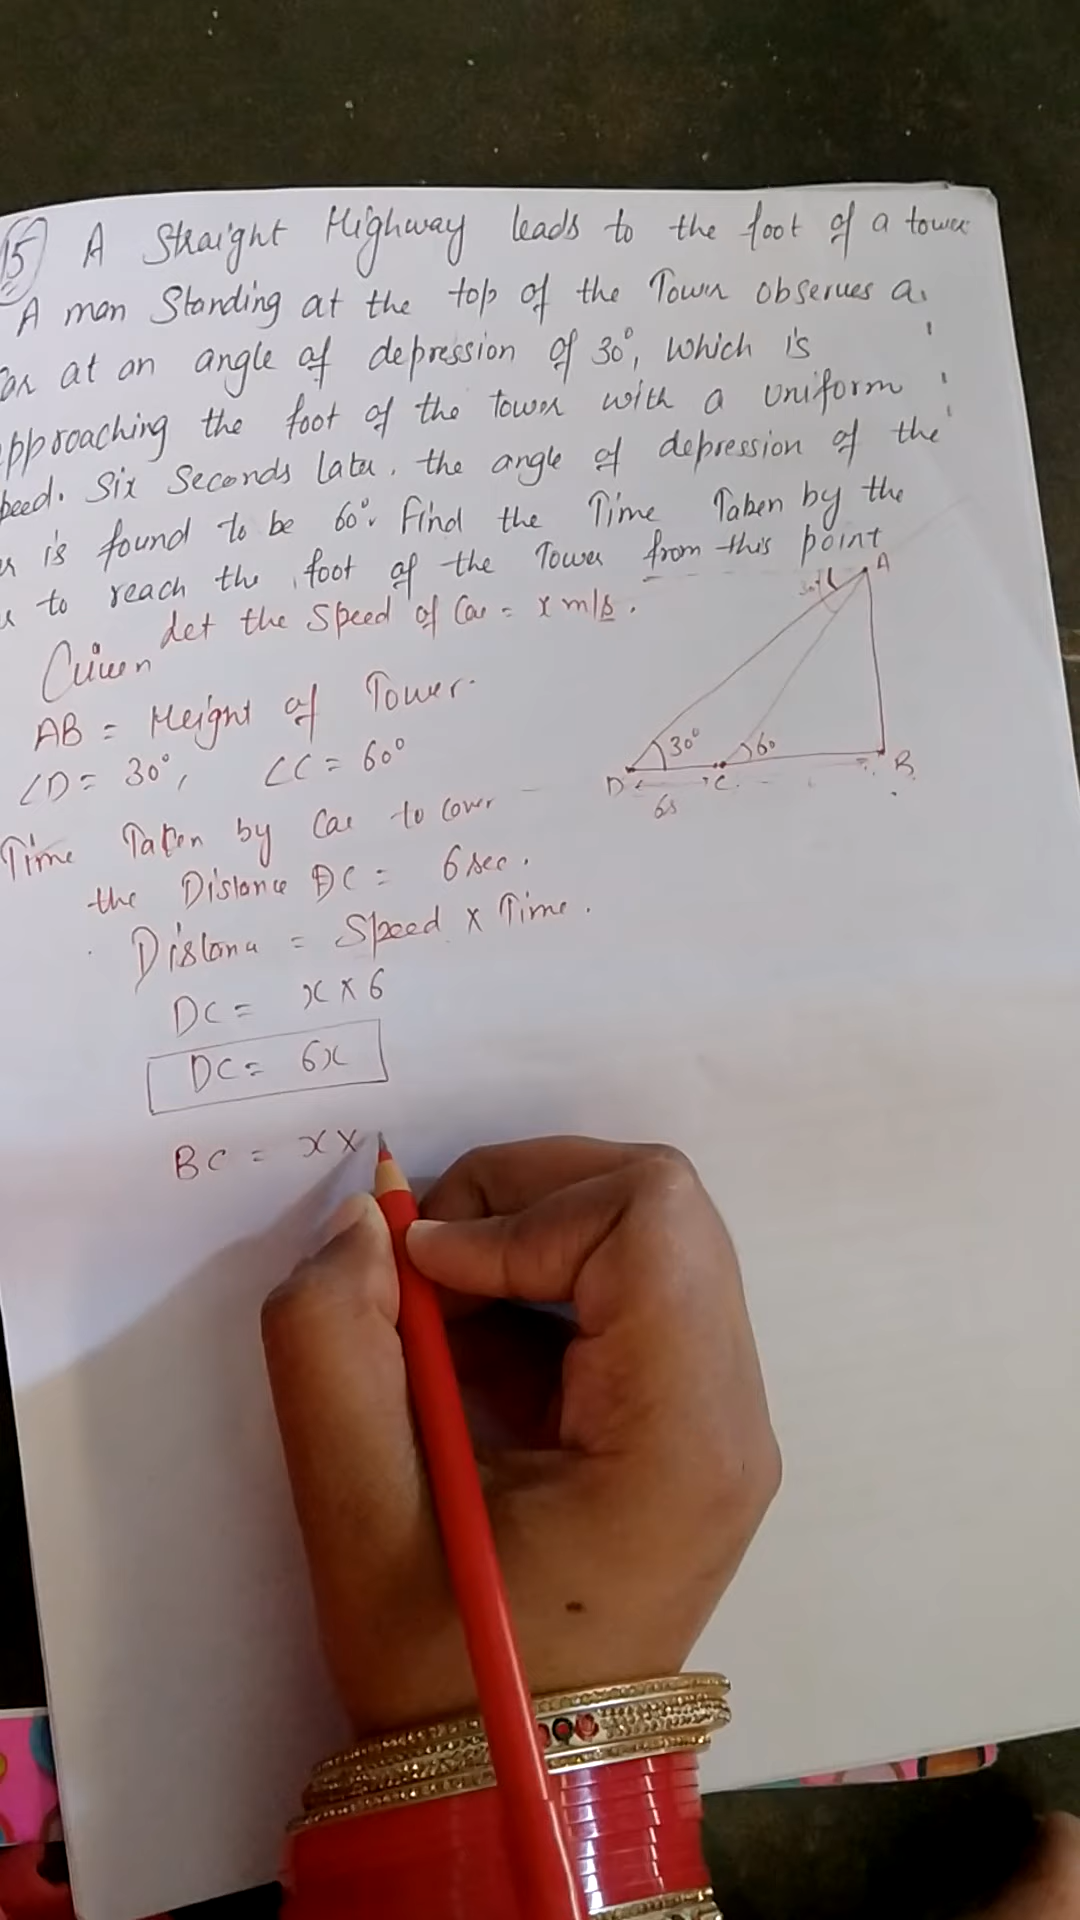 15) A Straight Highway leads to the foot of a tower
A man Standing at the top of the Tower observes a
Car at an angle of depression of 30°, which is
approaching the foot of the tower with a uniform
peed. Six Seconds Later, the angle of depression of the
is found to be 60°. Find the Time Taken by the
to reach the foot of the Tower from this point
Let the Speed of Car = x m/s.
Given
AB = Height of Tower.
∠D = 30°, ∠C = 60°
Time Taken by Car to cover
the Distance DC = 6 sec.
Distance = Speed × Time.
DC = x × 6
DC = 6x
BC = x ×
A
30°
60
D
C
B
6s